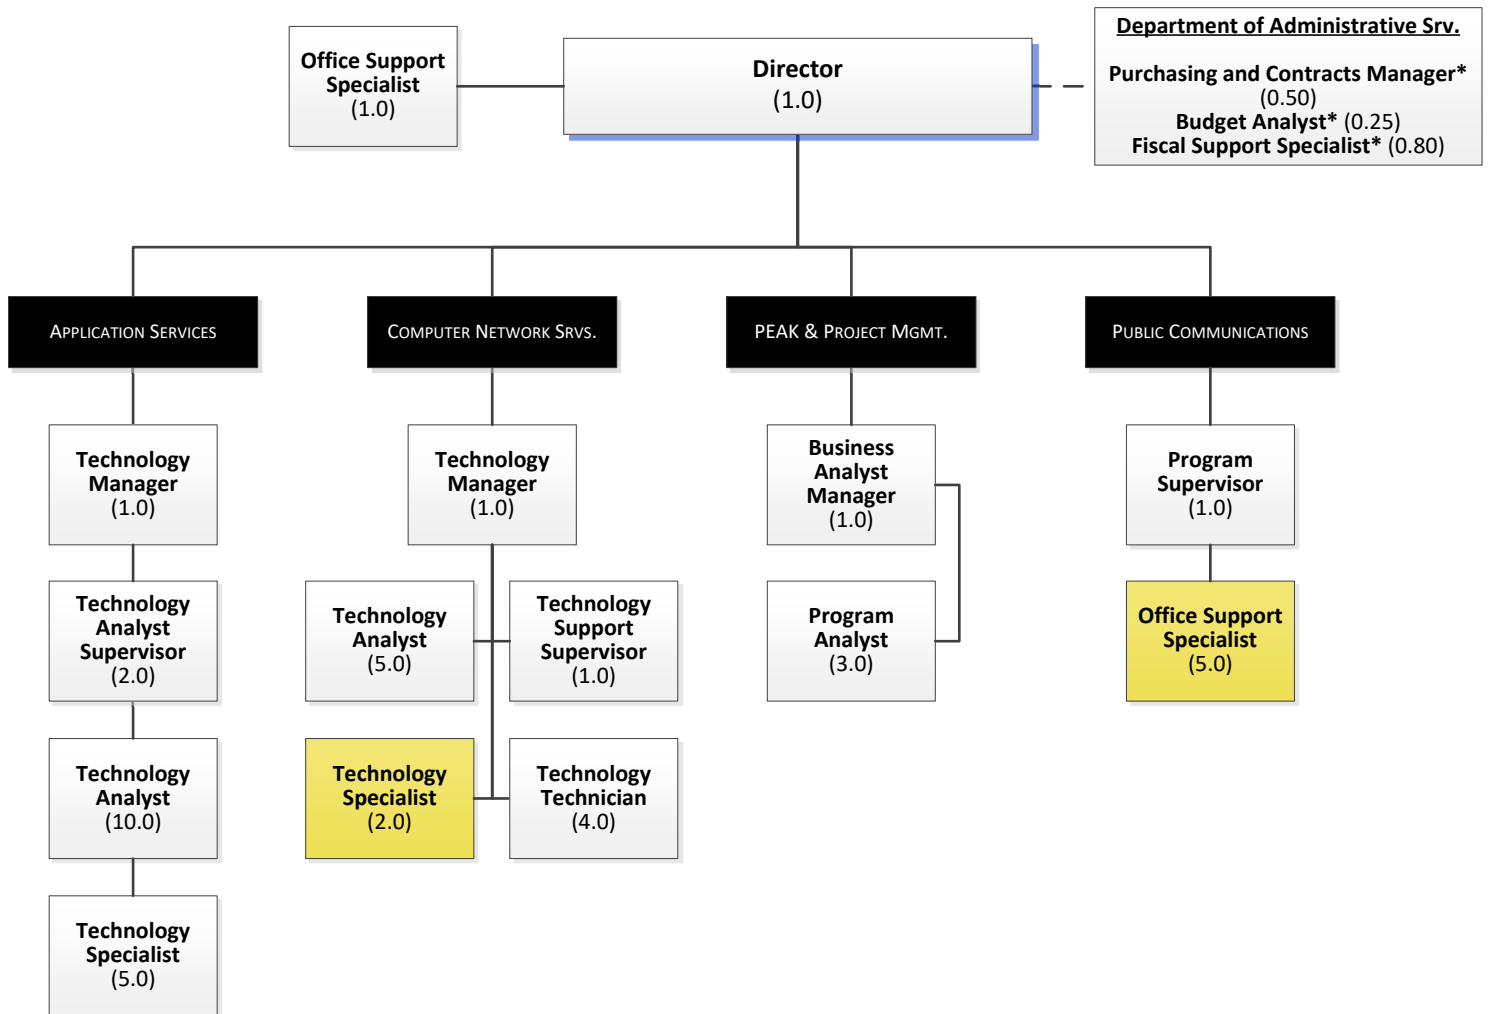 Office Support
Specialist
(1.0)
Director
(1.0)
Department of Administrative Srv.
Purchasing and Contracts Manager*
(0.50)
Budget Analyst* (0.25)
Fiscal Support Specialist* (0.80)
APPLICATION SERVICES
COMPUTER NETWORK SRVS.
PEAK & PROJECT MGMT.
PUBLIC COMMUNICATIONS
Technology
Manager
(1.0)
Technology
Manager
(1.0)
Business
Analyst
Manager
(1.0)
Program
Supervisor
(1.0)
Technology
Analyst
Supervisor
(2.0)
Technology
Analyst
(5.0)
Technology
Support
Supervisor
(1.0)
Program
Analyst
(3.0)
Office Support
Specialist
(5.0)
Technology
Analyst
(10.0)
Technology
Specialist
(2.0)
Technology
Technician
(4.0)
Technology
Specialist
(5.0)